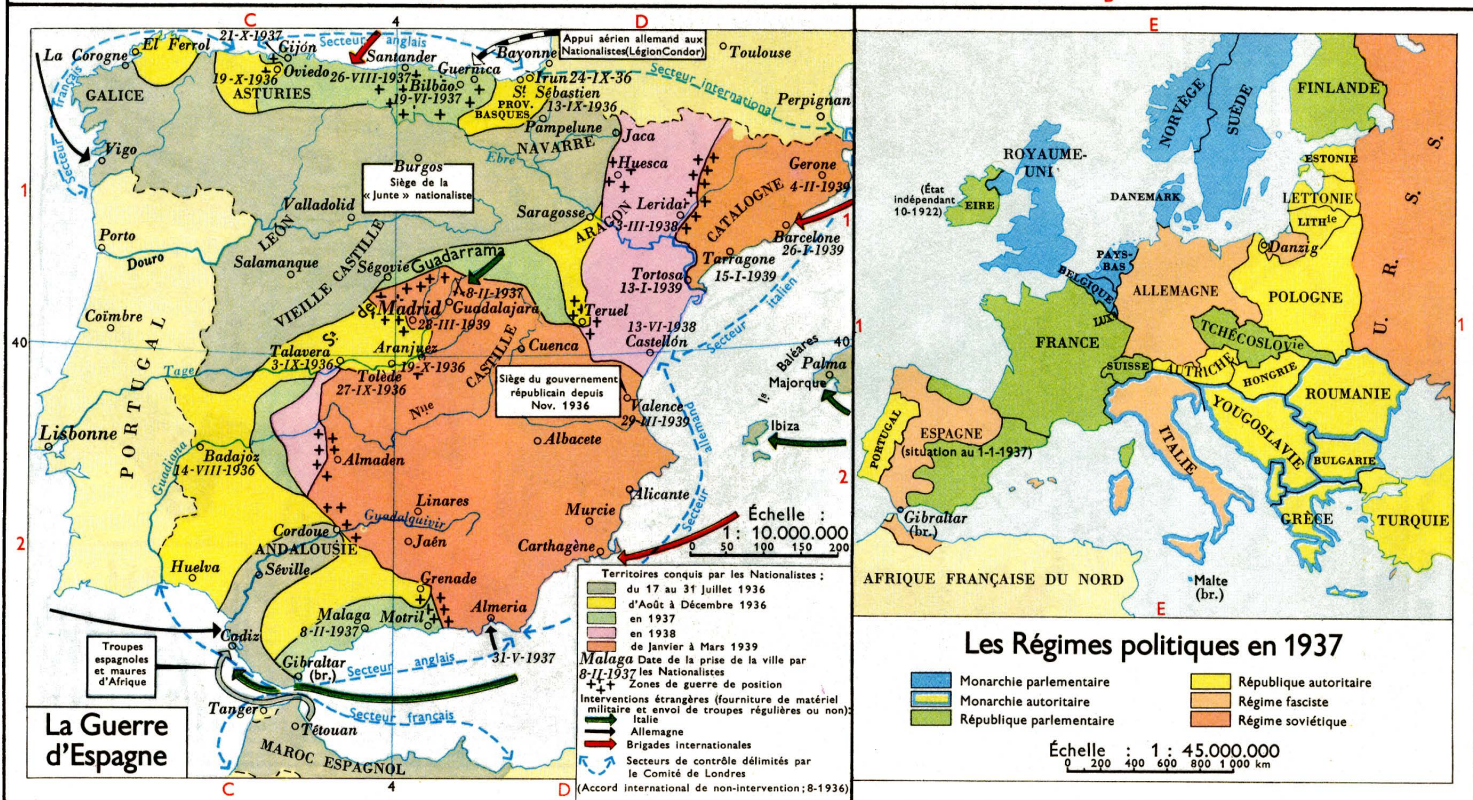 C
4
D
E
21-X-1937
Gijón
Secteur anglais
Appui aérien allemand aux
Nationalistes(LégionCondor)
La Corogne
El Ferrol
Santander
Bayonne
Toulouse
Secteur français
19-X-1936
Oviedo
26-VIII-1937
Guernica
Irun 24-IX-36
Secteur international
GALICE
ASTURIES
Bilbao
19-VI-1937
St Sébastien
13-IX-1936
PROV.
BASQUES
Perpignan
Pampelune
NAVARRE
Jaca
Vigo
Burgos
Siège de la
« Junte » nationaliste
Ebre
Huesca
Gerone
4-II-1939
1
Valladolid
Saragosse
ARAGON
Leridar
3-III-1938
CATALOGNE
1
Porto
LEÓN
Barcelone
26-I-1939
Douro
Salamanque
VIEILLE CASTILLE
Ségovie
Sa del Guadarrama
Tarragone
15-I-1939
Tortosa
13-I-1939
Secteur italien
8-II-1937
Guadalajara
Madrid
28-III-1939
Teruel
Coïmbre
13-VI-1938
Castellón
40
Talavera
3-IX-1936
Aranjuez
19-X-1936
Cuenca
Is Baléares
40
Palma
Majorque
Tage
Tolède
27-IX-1936
Nlle CASTILLE
Siège du gouvernement
républicain depuis
Nov. 1936
PORTUGAL
Valence
29-III-1939
Lisbonne
Ibiza
Badajoz
14-VIII-1936
Albacete
Guadiana
Almaden
Secteur allemand
2
Linares
Alicante
Cordoue
Guadalquivir
Murcie
Échelle :
1: 10.000.000
0 50 100 150 200
2
ANDALOUSIE
Jaén
Carthagène
Huelva
Séville
Grenade
Malaga
8-II-1937
Motril
Almeria
Cadiz
31-V-1937
Troupes
espagnoles
et maures
d'Afrique
Gibraltar
(br.)
Secteur anglais
Tanger
Secteur français
Tétouan
MAROC ESPAGNOL
La Guerre
d'Espagne
C
4
D
Territoires conquis par les Nationalistes :
du 17 au 31 Juillet 1936
d'Août à Décembre 1936
en 1937
en 1938
de Janvier à Mars 1939
Malaga
8-II-1937
Date de la prise de la ville par
les Nationalistes
Zones de guerre de position
Interventions étrangères (fourniture de matériel
militaire et envoi de troupes régulières ou non):
Italie
Allemagne
Brigades internationales
Secteurs de contrôle délimités par
le Comité de Londres
(Accord international de non-intervention; 8-1936)
NORVÈGE
SUÈDE
FINLANDE
ROYAUME-
UNI
ESTONIE
(État
indépendant
10-1922)
EIRE
DANEMARK
LETTONIE
LITHie
U. R. S. S.
Danzig
PAYS-
BAS
BELGIQUE
ALLEMAGNE
POLOGNE
LUX
1
1
FRANCE
TCHÉCOSLOVie
SUISSE
AUTRICHE
HONGRIE
ROUMANIE
PORTUGAL
ESPAGNE
(situation au 1-1-1937)
YOUGOSLAVIE
ITALIE
BULGARIE
Gibraltar
(br.)
GRÈCE
TURQUIE
AFRIQUE FRANÇAISE DU NORD
Malte
(br.)
E
Les Régimes politiques en 1937
Monarchie parlementaire
Monarchie autoritaire
République parlementaire
République autoritaire
Régime fasciste
Régime soviétique
Échelle : 1 : 45.000.000
0 200 400 600 800 1 000 km